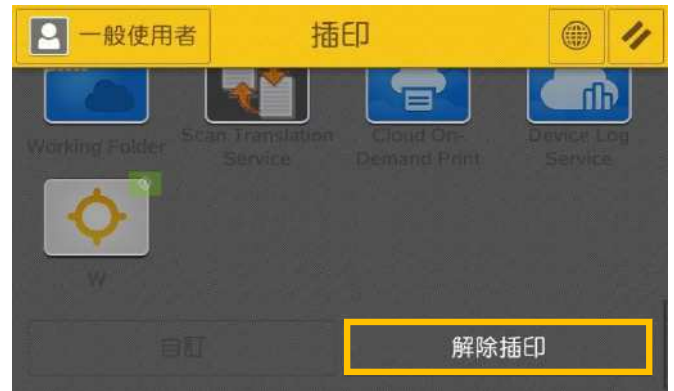 一般使用者
插印
Working Folder
Scan Translation
Service
Cloud On-
Demand Print
Device Log
Service
W
自訂
解除插印